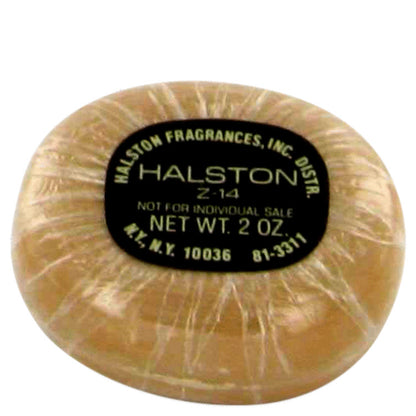 HALSTON FRAGRANCES, INC. DISTR.
HALSTON
Z-14
NOT FOR INDIVIDUAL SALE
NET WT. 2 OZ.
N.Y., N.Y. 10036 81-3311